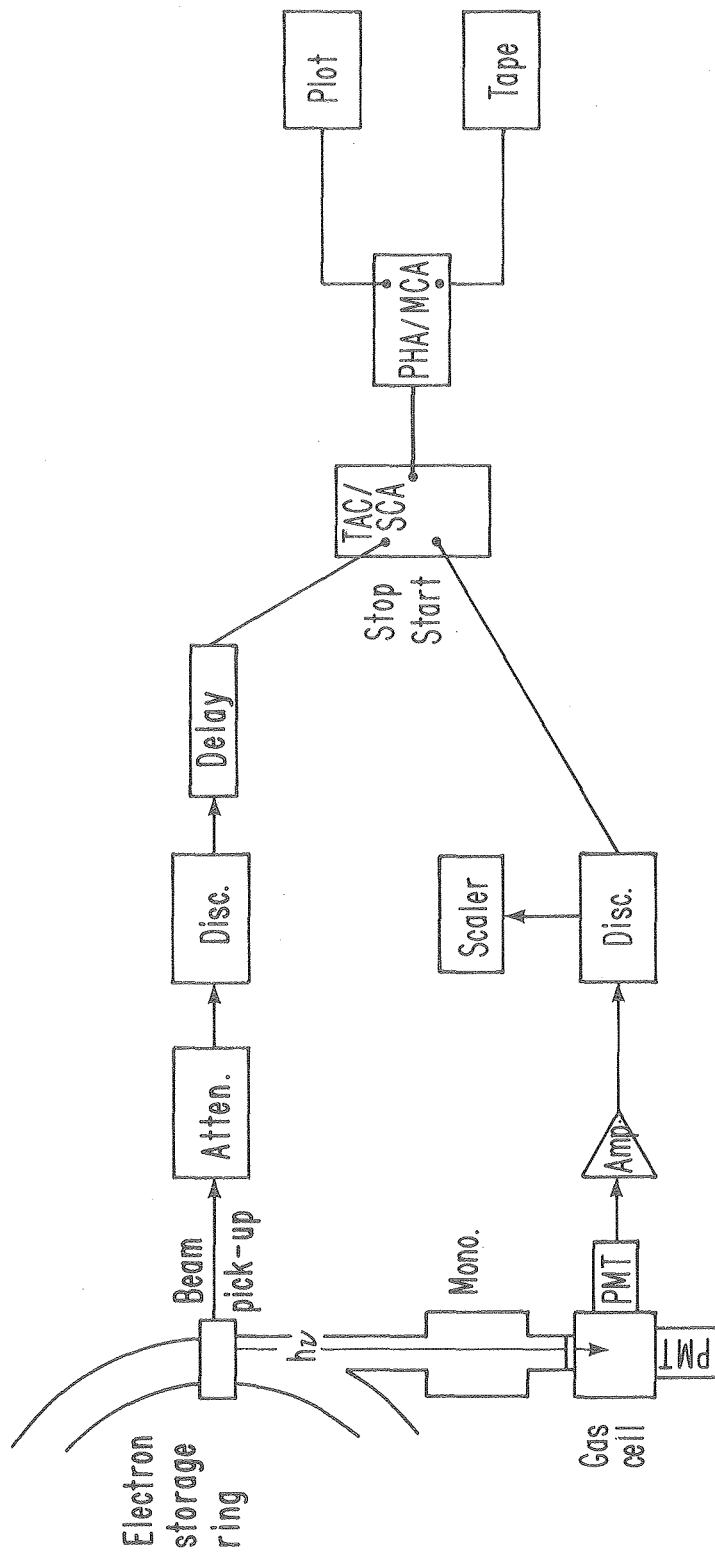 Electron
storage
ring
Beam
pick-up
hν
Atten.
Disc.
Delay
Mono.
Gas
cell
PMT
PMT
Amp.
Disc.
Scaler
Stop
Start
TAC/
SCA
PHA/MCA
Plot
Tape